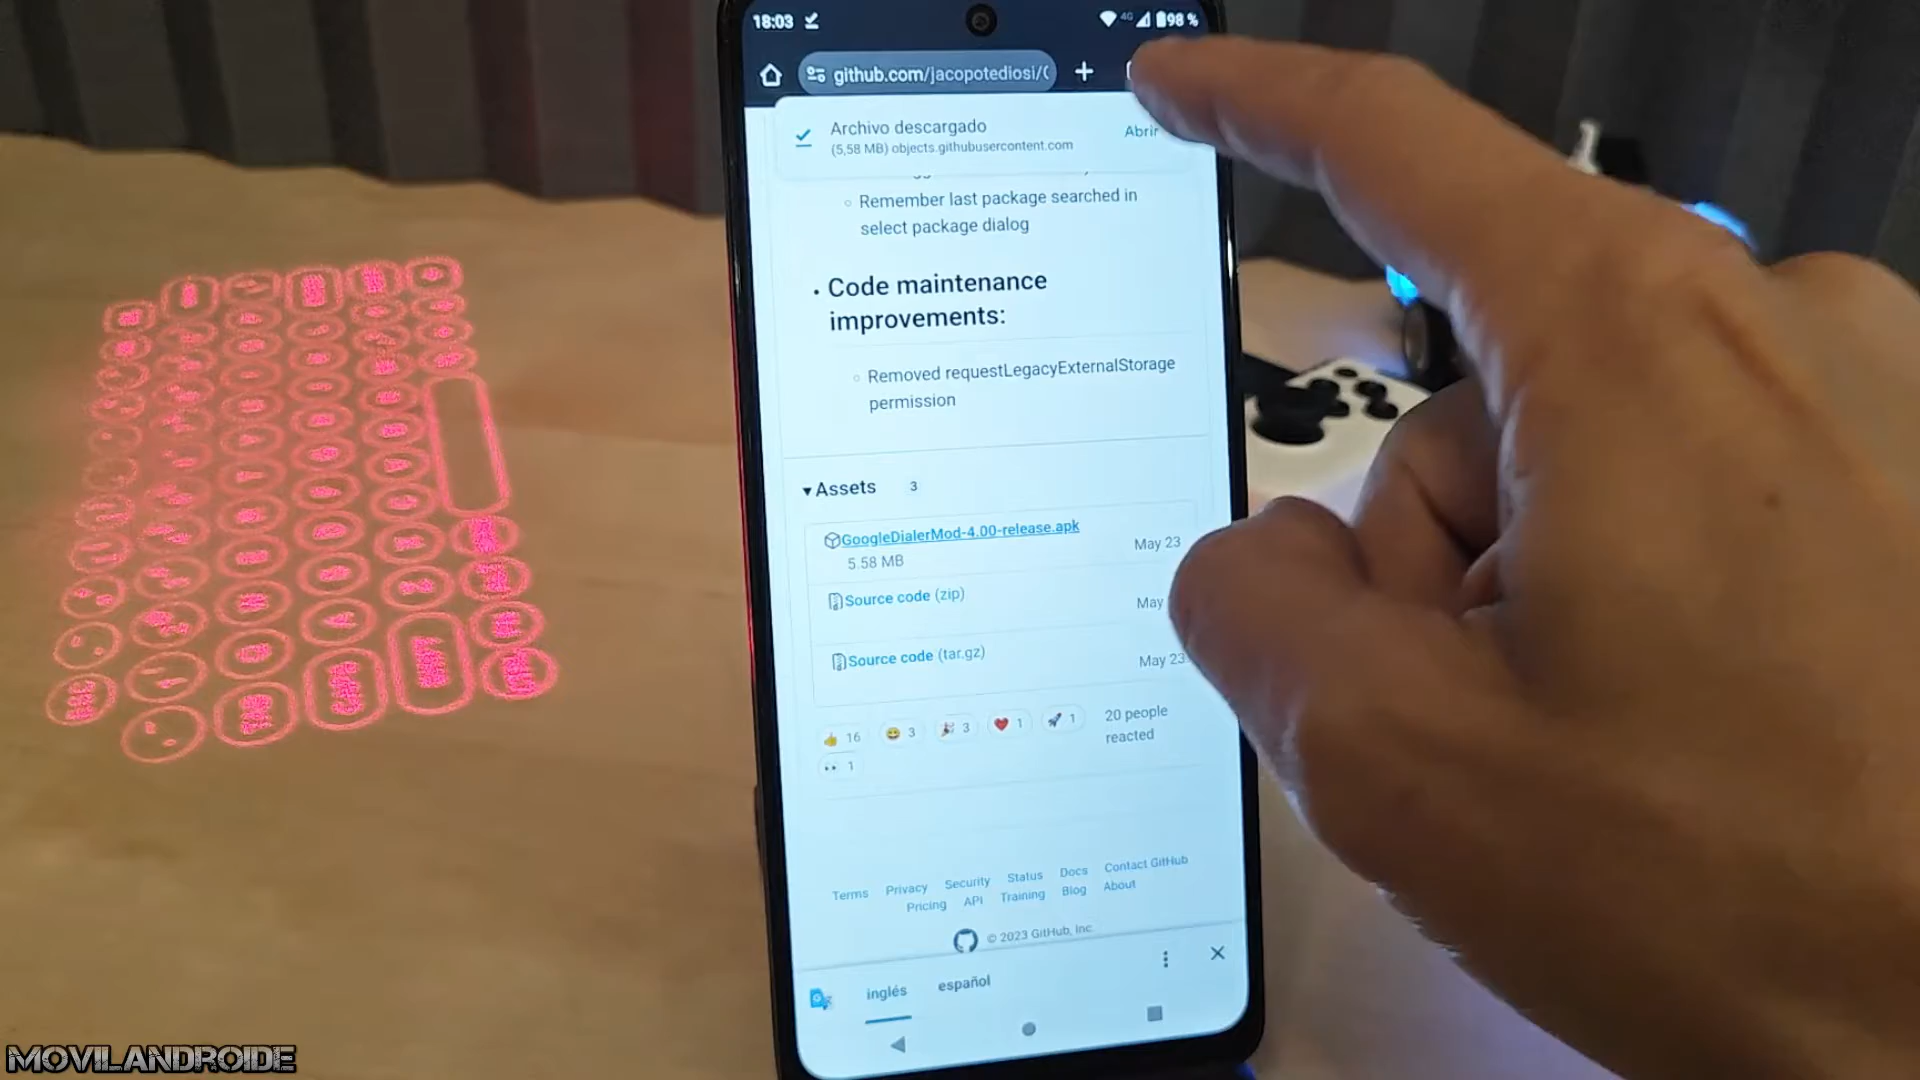 18:03
4G
98 %
github.com/jacopotediosi/
Archivo descargado
Abrir
(5,58 MB) objects.githubusercontent.com
Remember last package searched in
select package dialog
Code maintenance
improvements:
Removed requestLegacyExternalStorage
permission
Assets 3
GoogleDialerMod-4.00-release.apk
5.58 MB
May 23
Source code (zip)
May
Source code (tar.gz)
May 23
16 3 3 1 1
20 people
reacted
1
Terms Privacy Security Status Docs Contact GitHub
Pricing API Training Blog About
© 2023 GitHub, Inc.
inglés español
MOVILANDROIDE